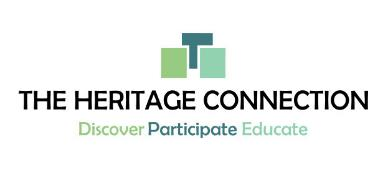 THE HERITAGE CONNECTION
Discover Participate Educate